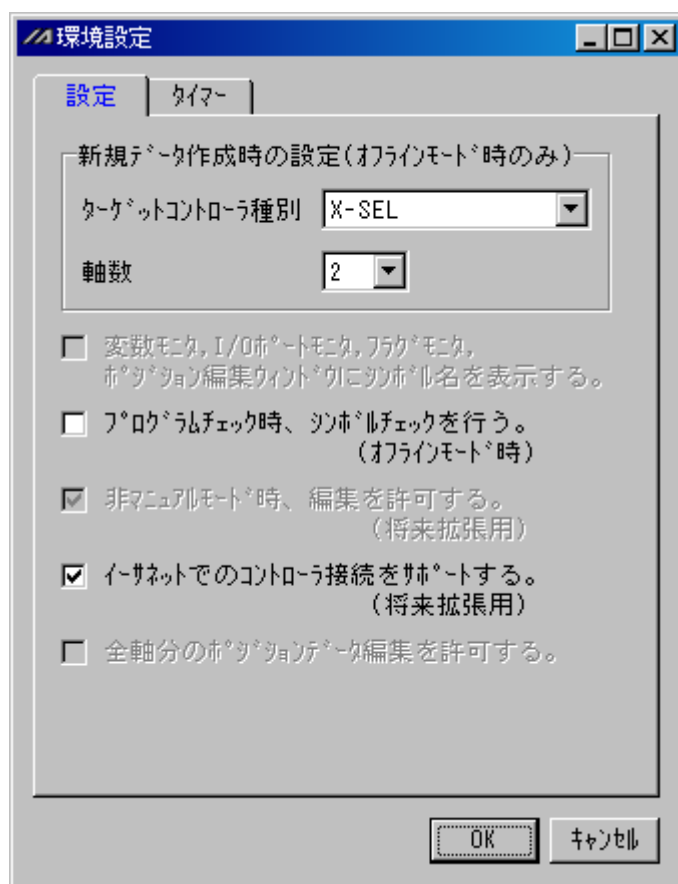 環境設定
設定 ﾀｲﾏｰ
新規ﾃﾞｰﾀ作成時の設定(ｵﾌﾗｲﾝﾓｰﾄﾞ時のみ)
ﾀｰｹﾞｯﾄｺﾝﾄﾛｰﾗ種別 X-SEL
軸数 2
変数ﾓﾆﾀ,I/Oﾎﾟｰﾄﾓﾆﾀ,ﾌﾗｸﾞﾓﾆﾀ,
ﾎﾟｼﾞｼｮﾝ編集ｳｨﾝﾄﾞｳにｼﾝﾎﾞﾙ名を表示する。
ﾌﾟﾛｸﾞﾗﾑﾁｪｯｸ時、ｼﾝﾎﾞﾙﾁｪｯｸを行う。
(ｵﾌﾗｲﾝﾓｰﾄﾞ時)
非ﾏﾆｭｱﾙﾓｰﾄﾞ時、編集を許可する。
(将来拡張用)
ｲｰｻﾈｯﾄでのｺﾝﾄﾛｰﾗ接続をｻﾎﾟｰﾄする。
(将来拡張用)
全軸分のﾎﾟｼﾞｼｮﾝﾃﾞｰﾀ編集を許可する。
OK ｷｬﾝｾﾙ